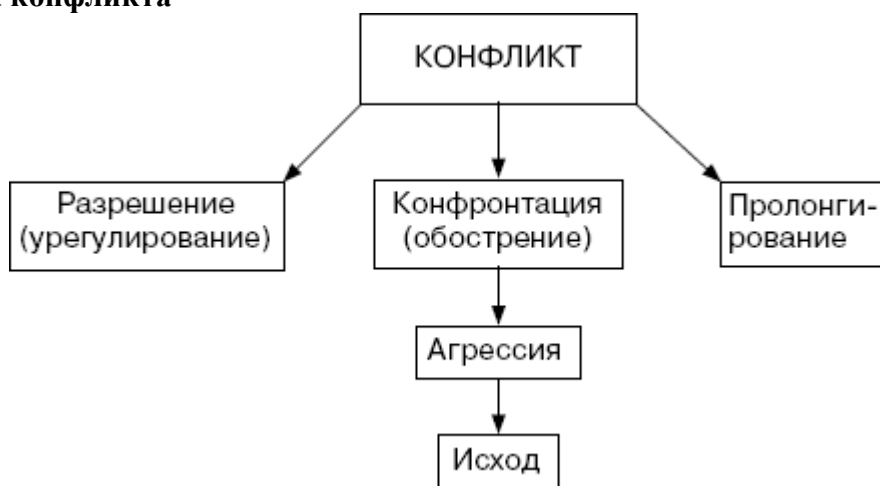 конфликта
КОНФЛИКТ
Разрешение
(урегулирование)
Конфронтация
(обострение)
Пролонги-
рование
Агрессия
Исход